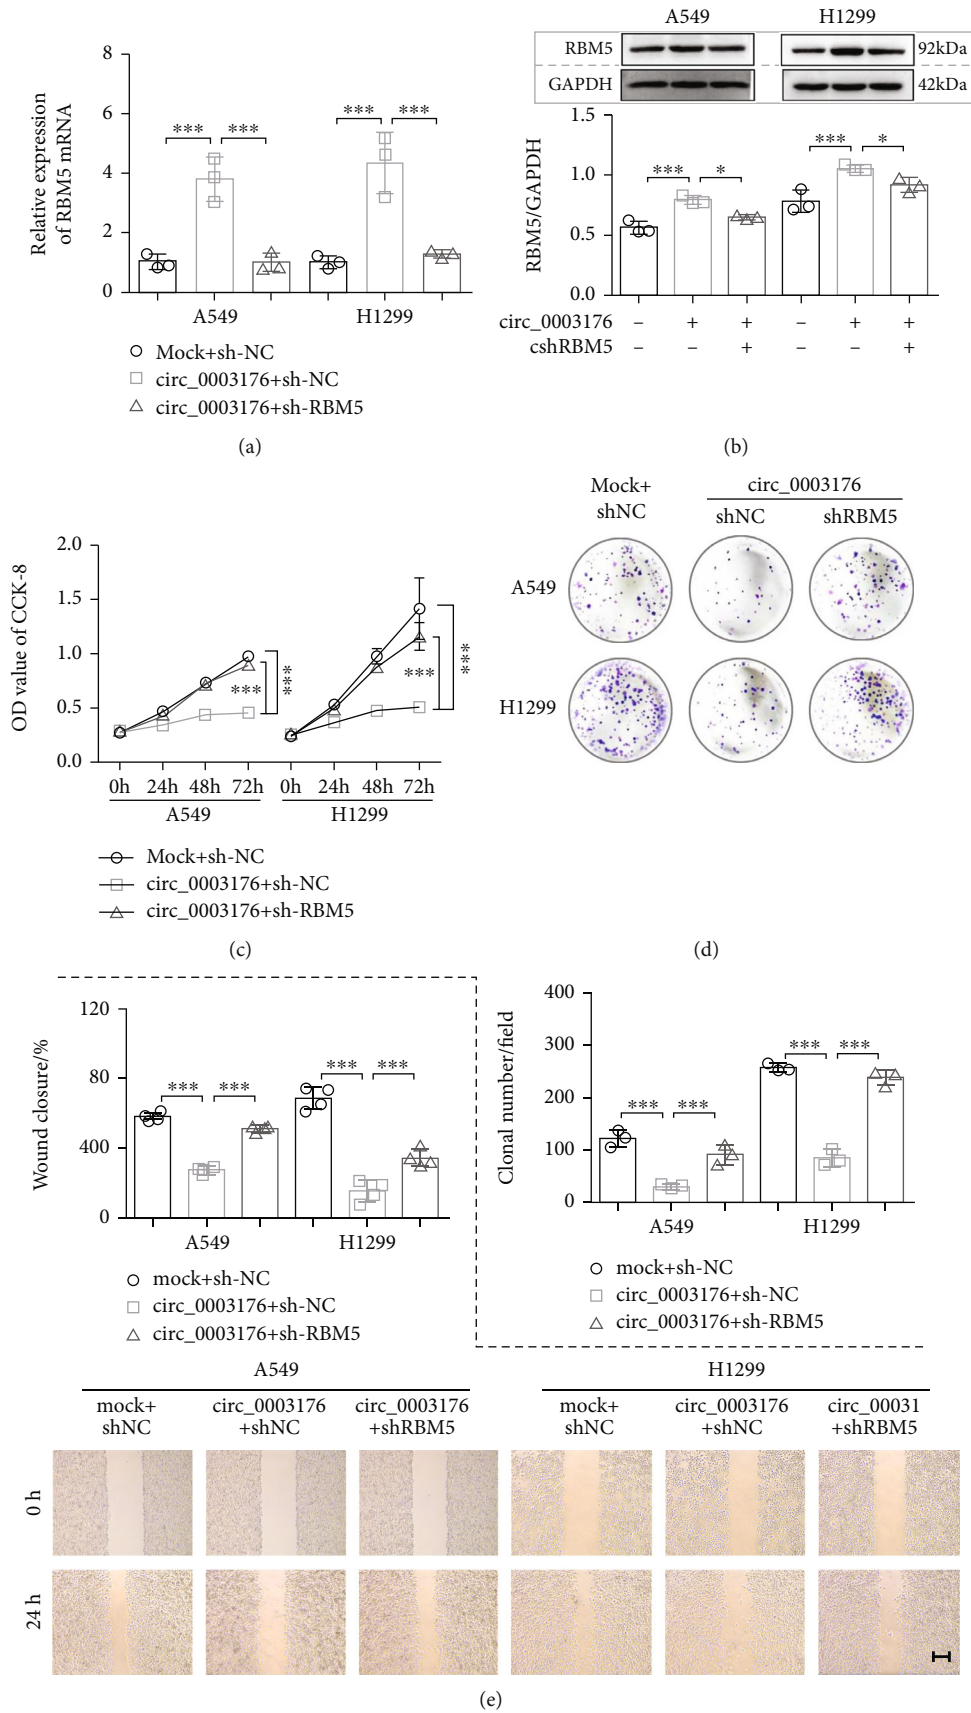 8
6
4
2
0
Relative expression
of RBM5 mRNA
*** *** *** ***
A549 H1299
Mock+sh-NC
circ_0003176+sh-NC
circ_0003176+sh-RBM5
(a)
A549 H1299
RBM5 92kDa
GAPDH 42kDa
1.5
1.0
0.5
0.0
RBM5/GAPDH
*** * *** *
circ_0003176 – + + – + +
cshRBM5 – – + – – +
(b)
2.0
1.5
1.0
0.5
0.0
OD value of CCK-8
*** *** *** ***
0h 24h 48h 72h 0h 24h 48h 72h
A549 H1299
Mock+sh-NC
circ_0003176+sh-NC
circ_0003176+sh-RBM5
(c)
Mock+
shNC
circ_0003176
shNC shRBM5
A549
H1299
(d)
120
80
400
0
Wound closure/%
*** *** *** ***
A549 H1299
mock+sh-NC
circ_0003176+sh-NC
circ_0003176+sh-RBM5
400
300
200
100
0
Clonal number/field
*** *** *** ***
A549 H1299
mock+sh-NC
circ_0003176+sh-NC
circ_0003176+sh-RBM5
A549 H1299
mock+ circ_0003176 circ_0003176 mock+ circ_0003176 circ_00031
shNC +shNC +shRBM5 shNC +shNC +shRBM5
0 h
24 h
(e)